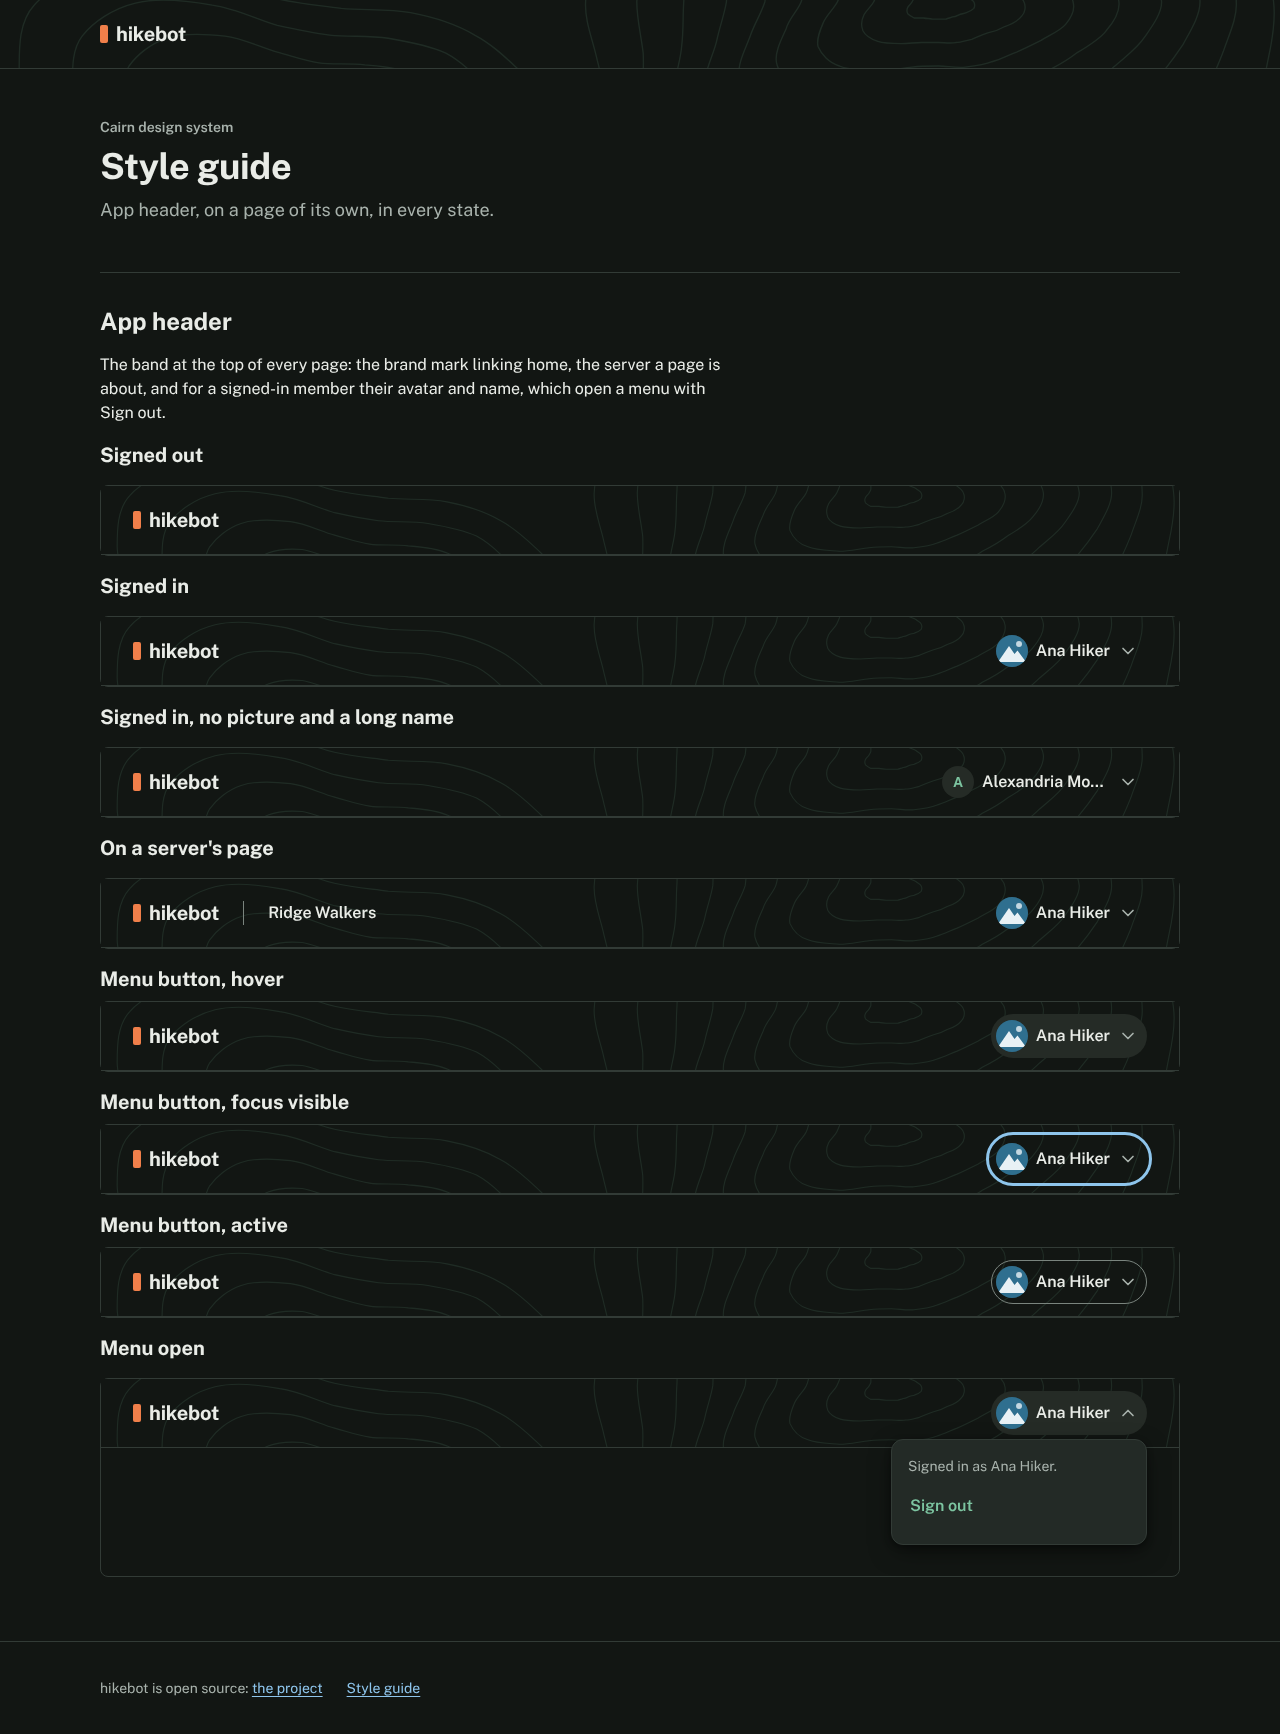 hikebot
Cairn design system
Style guide
App header, on a page of its own, in every state.
App header
The band at the top of every page: the brand mark linking home, the server a page is
about, and for a signed-in member their avatar and name, which open a menu with
Sign out.
Signed out
hikebot
Signed in
hikebot
Ana Hiker
Signed in, no picture and a long name
hikebot
A
Alexandria Mo...
On a server's page
hikebot
Ridge Walkers
Ana Hiker
Menu button, hover
hikebot
Ana Hiker
Menu button, focus visible
hikebot
Ana Hiker
Menu button, active
hikebot
Ana Hiker
Menu open
hikebot
Ana Hiker
Signed in as Ana Hiker.
Sign out
hikebot is open source: the project
Style guide